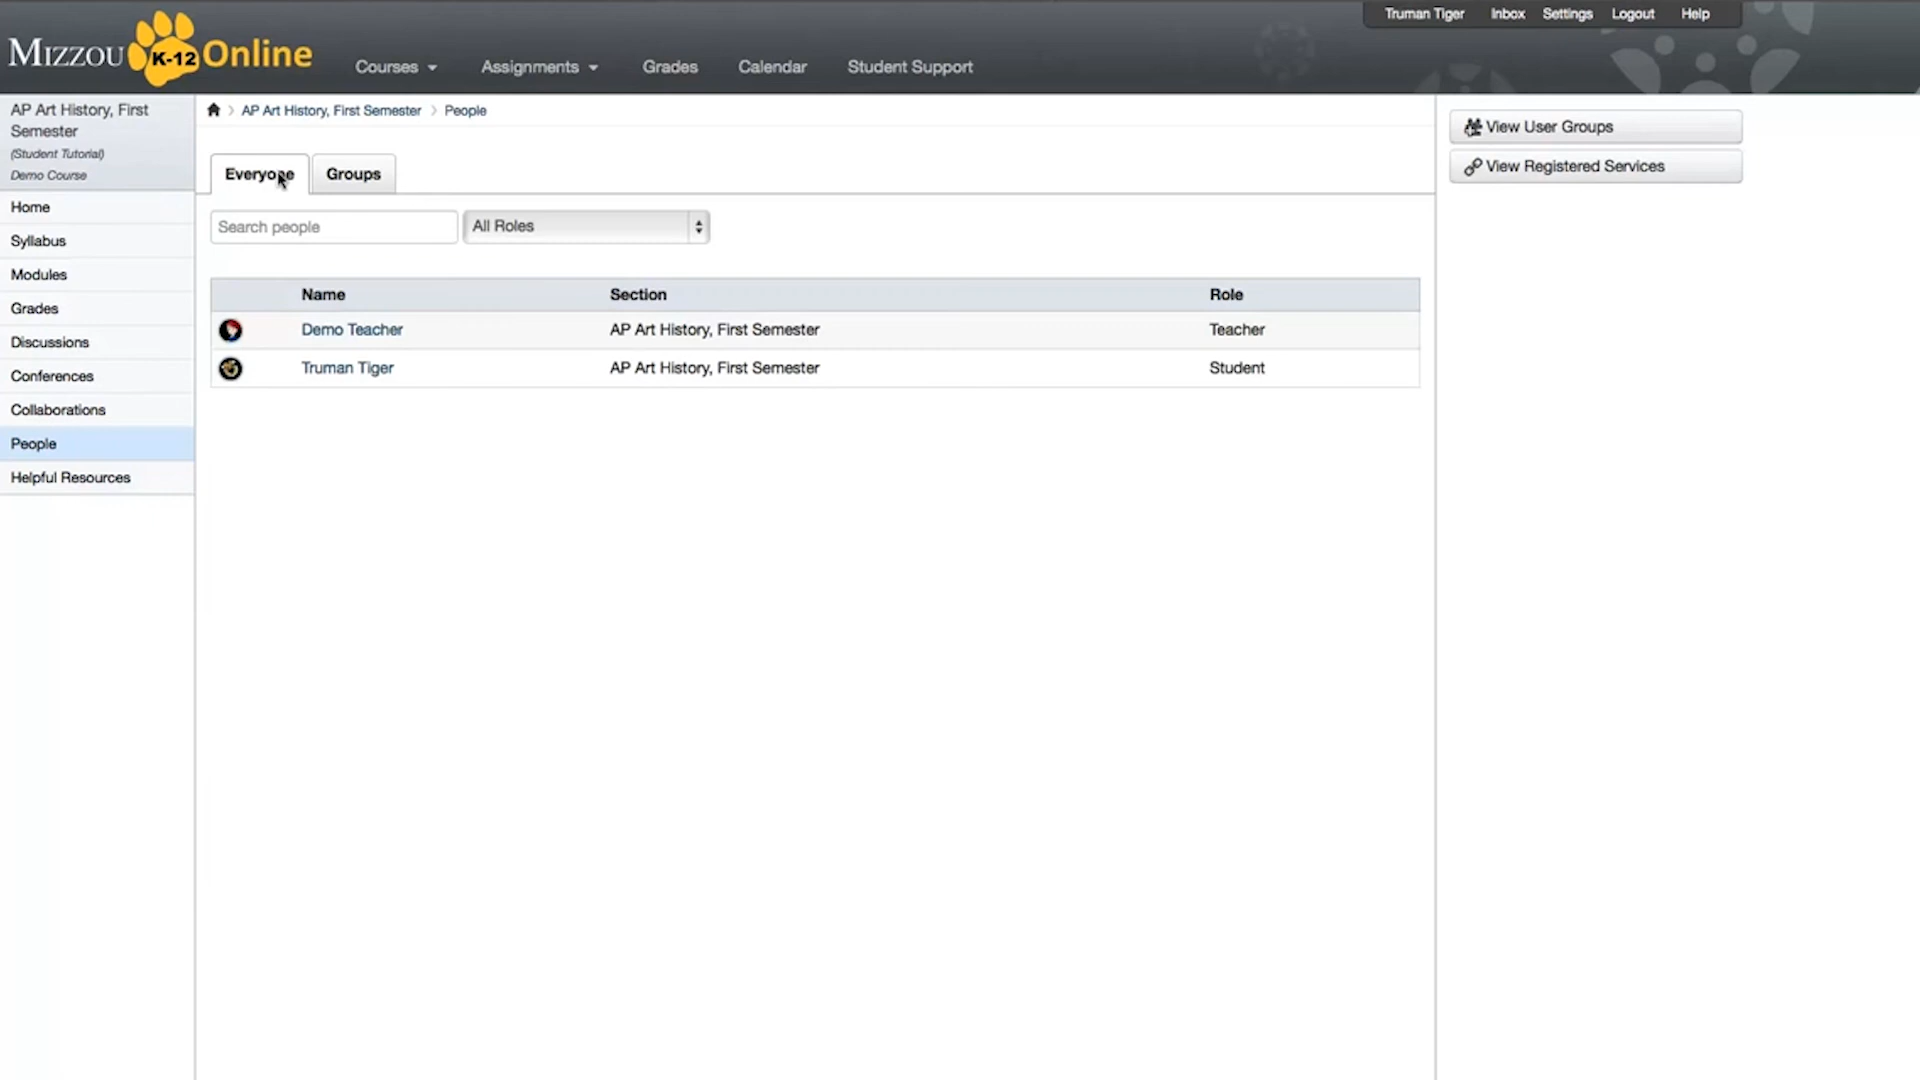 Truman Tiger Inbox Settings Logout Help
MIZZOU K-12 Online
Courses Assignments Grades Calendar Student Support
AP Art History, First
Semester
(Student Tutorial)
Demo Course
Home
Syllabus
Modules
Grades
Discussions
Conferences
Collaborations
People
Helpful Resources
AP Art History, First Semester People
Everyone Groups
Search people All Roles
Name Section Role
Demo Teacher AP Art History, First Semester Teacher
Truman Tiger AP Art History, First Semester Student
View User Groups
View Registered Services